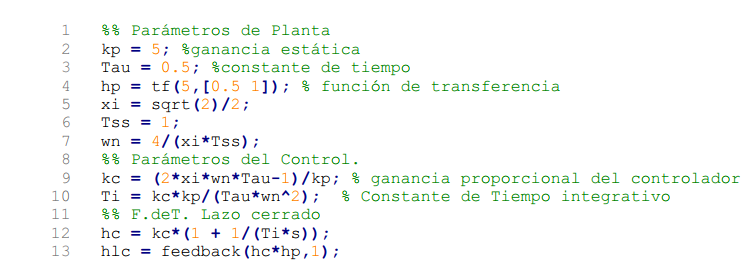 1 %% Parámetros de Planta
2 kp = 5; %ganancia estática
3 Tau = 0.5; %constante de tiempo
4 hp = tf(5,[0.5 1]); % función de transferencia
5 xi = sqrt(2)/2;
6 Tss = 1;
7 wn = 4/(xi*Tss);
8 %% Parámetros del Control.
9 kc = (2*xi*wn*Tau-1)/kp; % ganancia proporcional del controlador
10 Ti = kc*kp/(Tau*wn^2);  % Constante de Tiempo integrativo
11 %% F.deT. Lazo cerrado
12 hc = kc*(1 + 1/(Ti*s));
13 hlc = feedback(hc*hp,1);